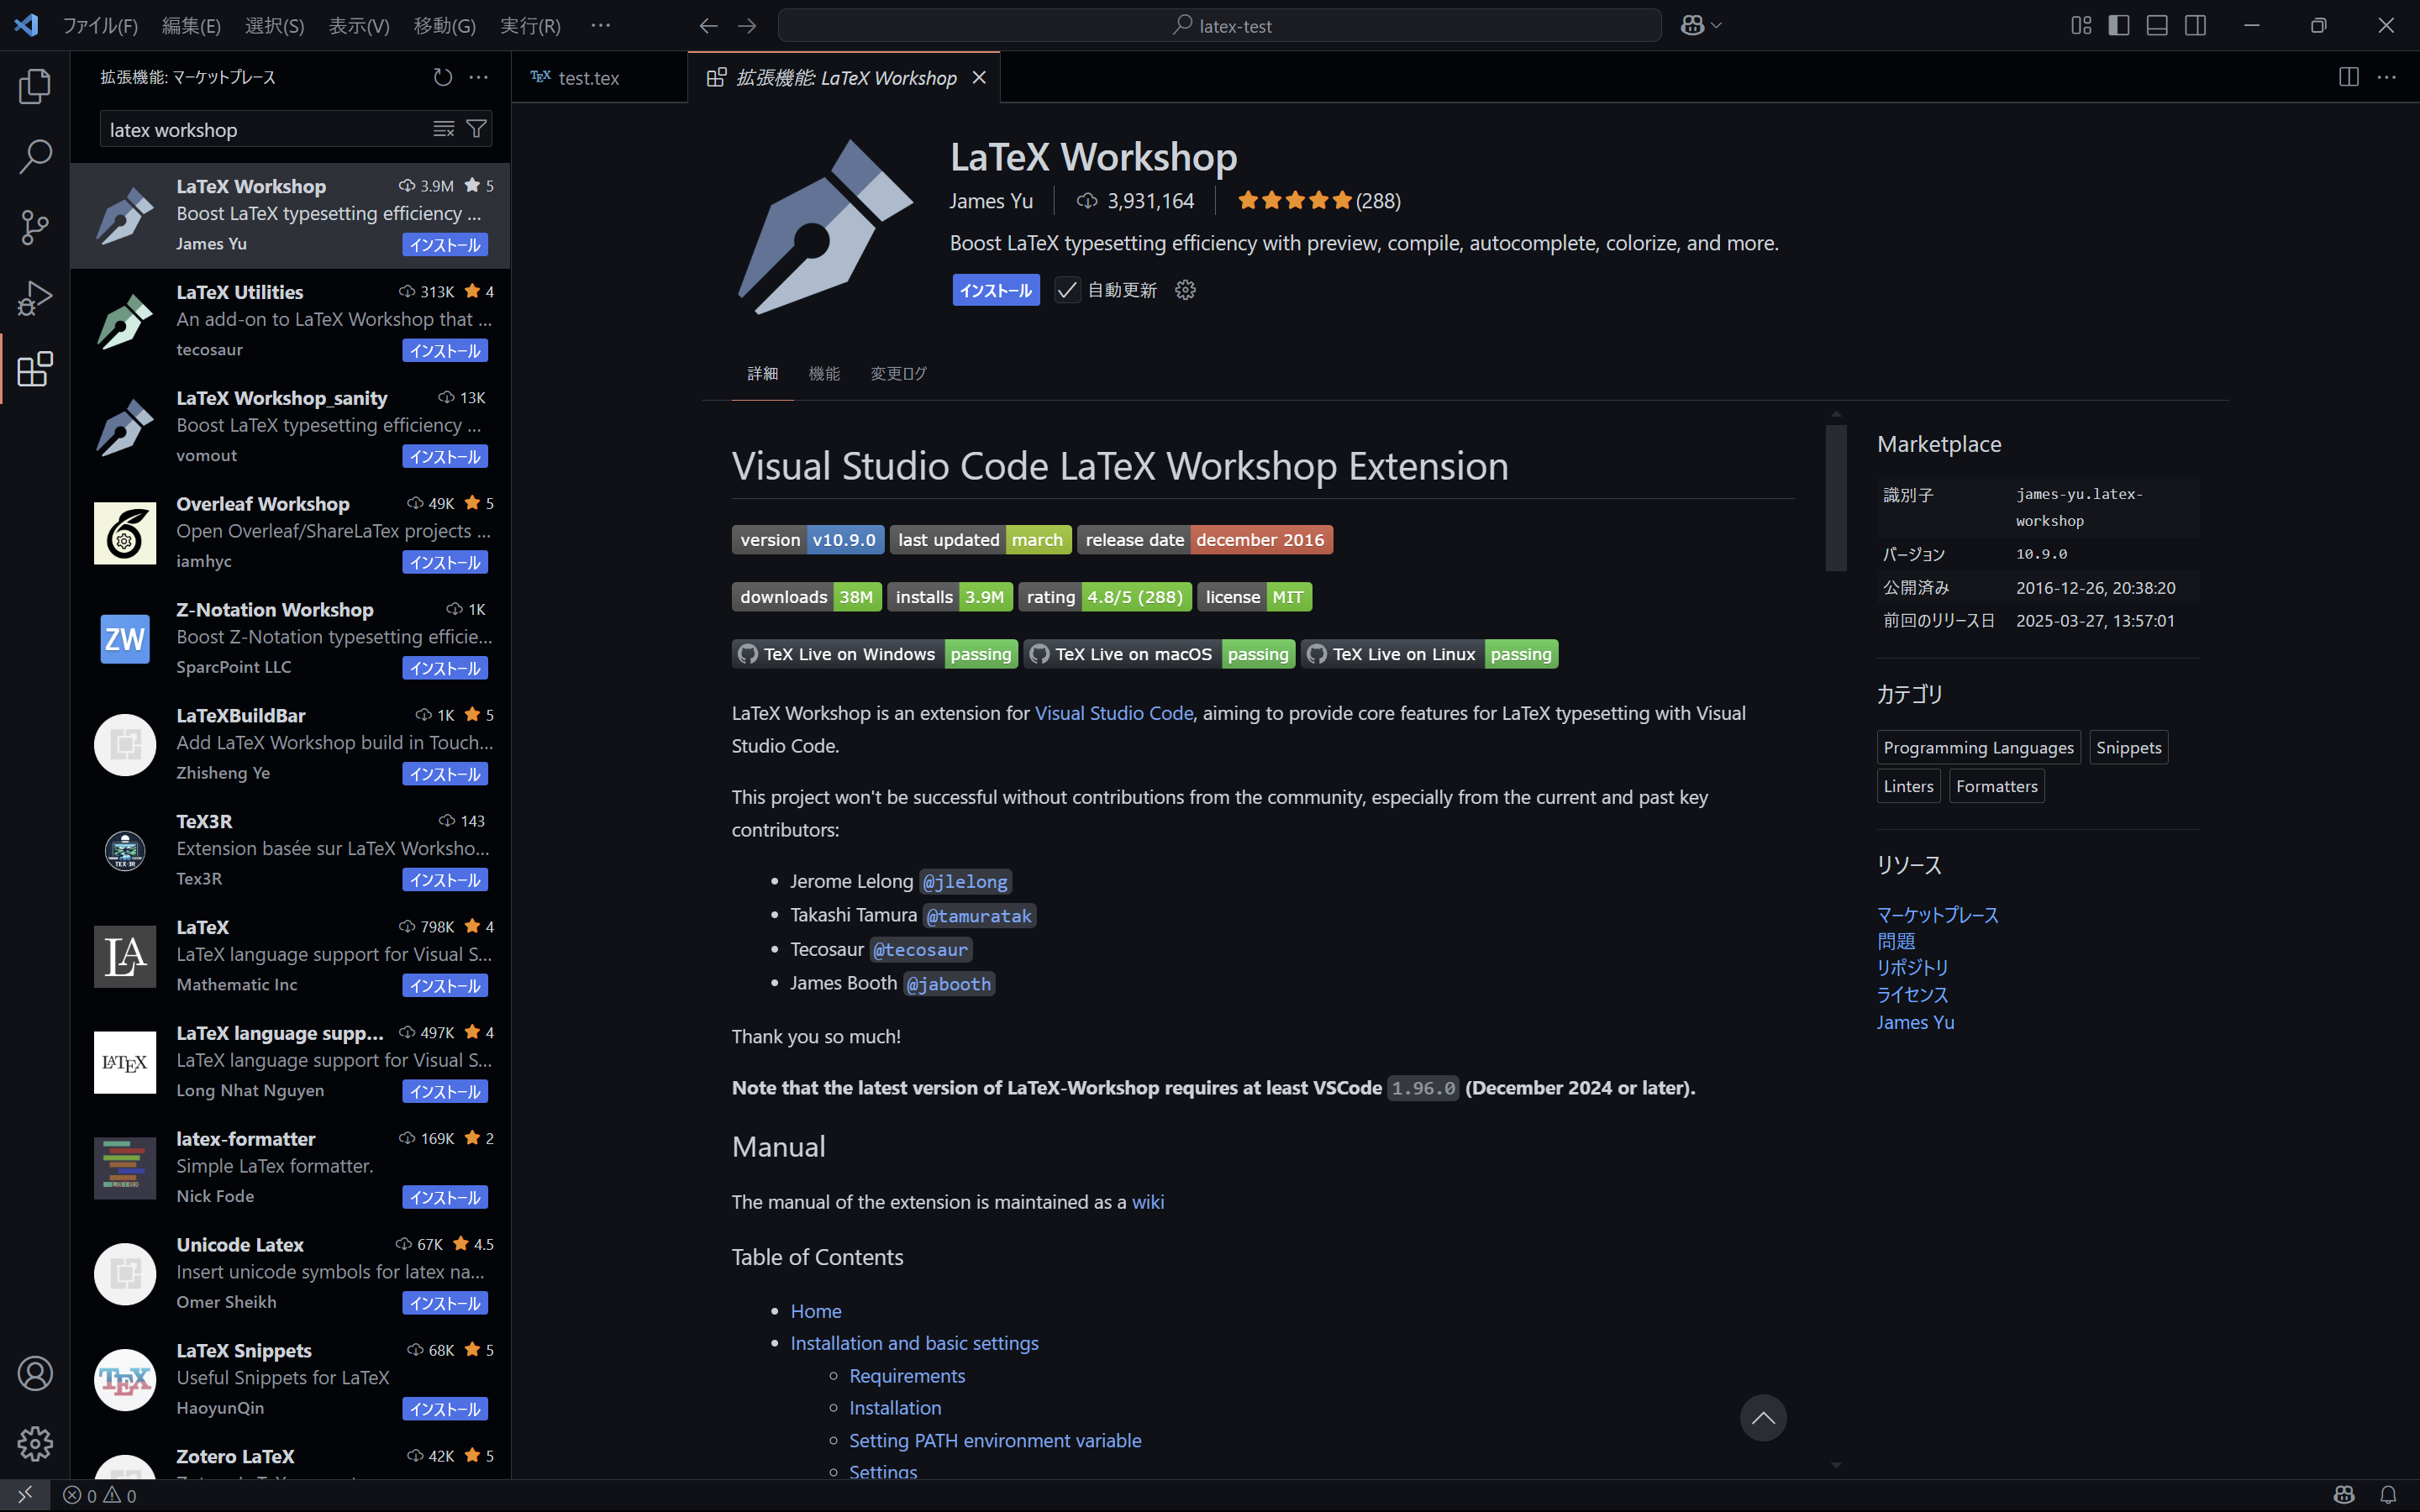 ファイル(F) 編集(E) 選択(S) 表示(V) 移動(G) 実行(R) ··· latex-test
拡張機能: マーケットプレース
latex workshop
LaTeX Workshop 3.9M 5
Boost LaTeX typesetting efficiency ...
James Yu インストール
LaTeX Utilities 313K 4
An add-on to LaTeX Workshop that ...
tecosaur インストール
LaTeX Workshop_sanity 13K
Boost LaTeX typesetting efficiency ...
vomout インストール
Overleaf Workshop 49K 5
Open Overleaf/ShareLaTex projects ...
iamhyc インストール
ZW
Z-Notation Workshop 1K
Boost Z-Notation typesetting efficie...
SparcPoint LLC インストール
LaTeXBuildBar 1K 5
Add LaTeX Workshop build in Touch...
Zhisheng Ye インストール
TeX3R 143
Extension basée sur LaTeX Worksho...
Tex3R インストール
LA
LaTeX 798K 4
LaTeX language support for Visual S...
Mathematic Inc インストール
LATEX
LaTeX language supp... 497K 4
LaTeX language support for Visual S...
Long Nhat Nguyen インストール
latex-formatter 169K 2
Simple LaTex formatter.
Nick Fode インストール
Unicode Latex 67K 4.5
Insert unicode symbols for latex na...
Omer Sheikh インストール
TEX
LaTeX Snippets 68K 5
Useful Snippets for LaTeX
HaoyunQin インストール
Zotero LaTeX 42K 5
TEX test.tex
拡張機能: LaTeX Workshop
LaTeX Workshop
James Yu 3,931,164 (288)
Boost LaTeX typesetting efficiency with preview, compile, autocomplete, colorize, and more.
インストール 自動更新
詳細 機能 変更ログ
Visual Studio Code LaTeX Workshop Extension
version v10.9.0 last updated march release date december 2016
downloads 38M installs 3.9M rating 4.8/5 (288) license MIT
TeX Live on Windows passing TeX Live on macOS passing TeX Live on Linux passing
LaTeX Workshop is an extension for Visual Studio Code, aiming to provide core features for LaTeX typesetting with Visual
Studio Code.
This project won't be successful without contributions from the community, especially from the current and past key
contributors:
• Jerome Lelong @jlelong
• Takashi Tamura @tamuratak
• Tecosaur @tecosaur
• James Booth @jabooth
Thank you so much!
Note that the latest version of LaTeX-Workshop requires at least VSCode 1.96.0 (December 2024 or later).
Manual
The manual of the extension is maintained as a wiki
Table of Contents
• Home
• Installation and basic settings
◦ Requirements
◦ Installation
◦ Setting PATH environment variable
◦ Settings
Marketplace
識別子 james-yu.latex-
workshop
バージョン 10.9.0
公開済み 2016-12-26, 20:38:20
前回のリリース日 2025-03-27, 13:57:01
カテゴリ
Programming Languages Snippets
Linters Formatters
リソース
マーケットプレース
問題
リポジトリ
ライセンス
James Yu
0 0